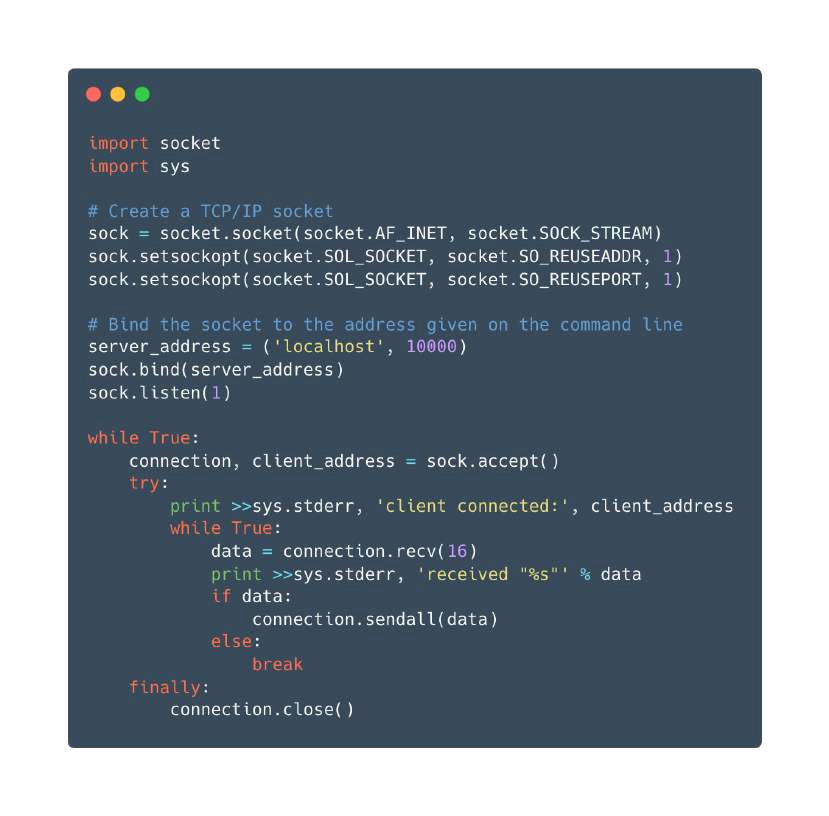 import socket
import sys

# Create a TCP/IP socket
sock = socket.socket(socket.AF_INET, socket.SOCK_STREAM)
sock.setsockopt(socket.SOL_SOCKET, socket.SO_REUSEADDR, 1)
sock.setsockopt(socket.SOL_SOCKET, socket.SO_REUSEPORT, 1)

# Bind the socket to the address given on the command line
server_address = ('localhost', 10000)
sock.bind(server_address)
sock.listen(1)

while True:
    connection, client_address = sock.accept()
    try:
        print >>sys.stderr, 'client connected:', client_address
        while True:
            data = connection.recv(16)
            print >>sys.stderr, 'received "%s"' % data
            if data:
                connection.sendall(data)
            else:
                break
    finally:
        connection.close()